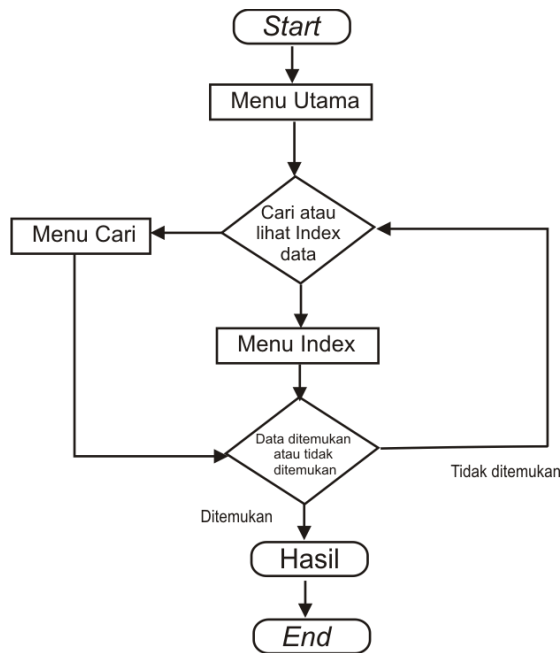 Start
Menu Utama
Cari atau
lihat Index
data
Menu Cari
Menu Index
Data ditemukan
atau tidak
ditemukan
Tidak ditemukan
Ditemukan
Hasil
End